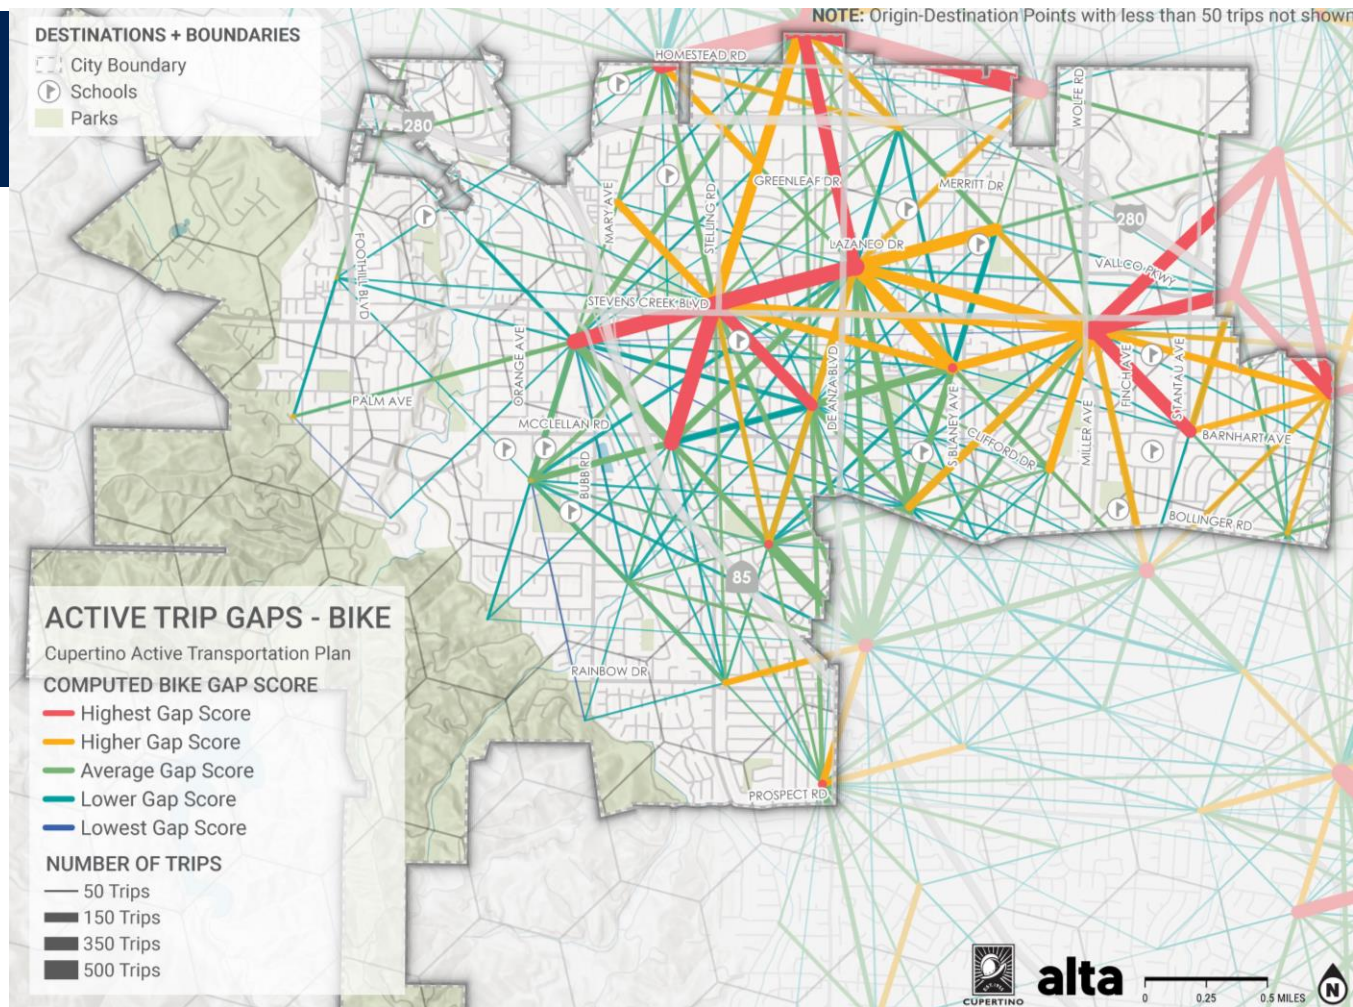 NOTE: Origin-Destination Points with less than 50 trips not shown
DESTINATIONS + BOUNDARIES
City Boundary
Schools
Parks
HOMESTEAD RD
WOLFE RD
280
GREENLEAF DR
MERRITT DR
MARY AVE
STELLING RD
280
FOOTHILL BLVD
LAZANEO DR
VALLCO PKWY
STEVENS CREEK BLVD
ORANGE AVE
DE ANZA BLVD
FINCH AVE
S TANTAU AVE
PALM AVE
S BLANEY AVE
MILLER AVE
MCCLELLAN RD
CLIFFORD DR
BARNHART AVE
BUBB RD
BOLLINGER RD
85
RAINBOW DR
PROSPECT RD
ACTIVE TRIP GAPS - BIKE
Cupertino Active Transportation Plan
COMPUTED BIKE GAP SCORE
Highest Gap Score
Higher Gap Score
Average Gap Score
Lower Gap Score
Lowest Gap Score
NUMBER OF TRIPS
50 Trips
150 Trips
350 Trips
500 Trips
CUPERTINO
alta
0 0.25 0.5 MILES
N